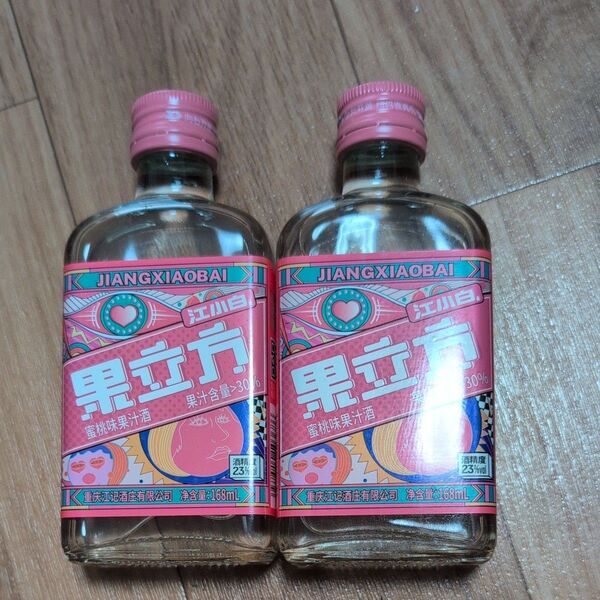 JIANGXIAOBAI
江小白
果立方
果汁含量>30%
蜜桃味果汁酒
酒精度
23%vol
重庆江记酒庄有限公司 净含量:168mL
JIANGXIAOBAI
江小白
果立方
30%
蜜桃味果汁酒
酒精度
23%vol
重庆江记酒庄有限公司 净含量:168mL